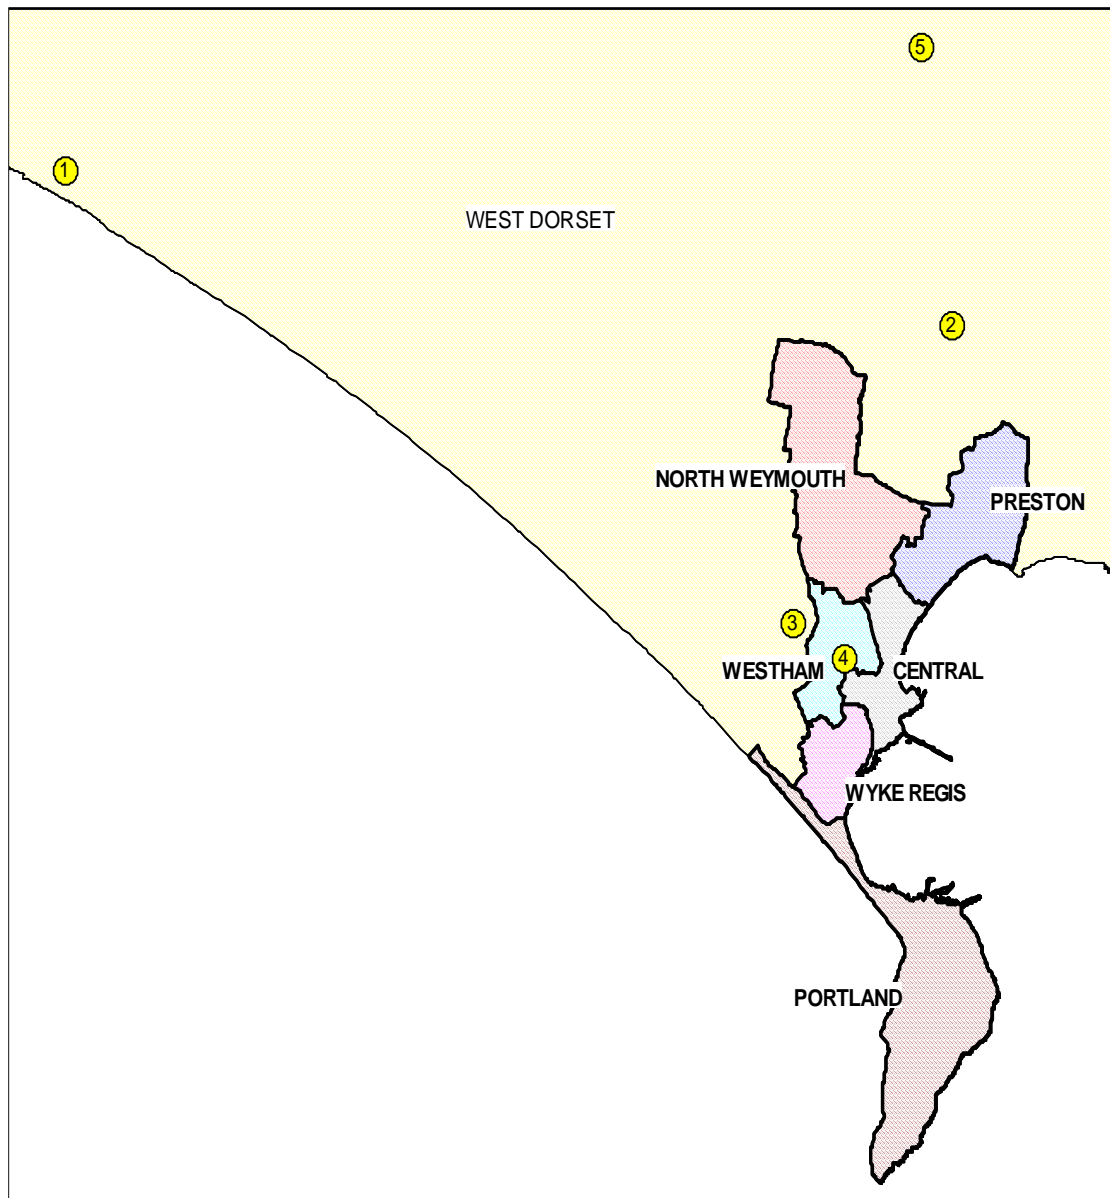 5
1
WEST DORSET
2
NORTH WEYMOUTH
PRESTON
3
4
WESTHAM
CENTRAL
WYKE REGIS
PORTLAND